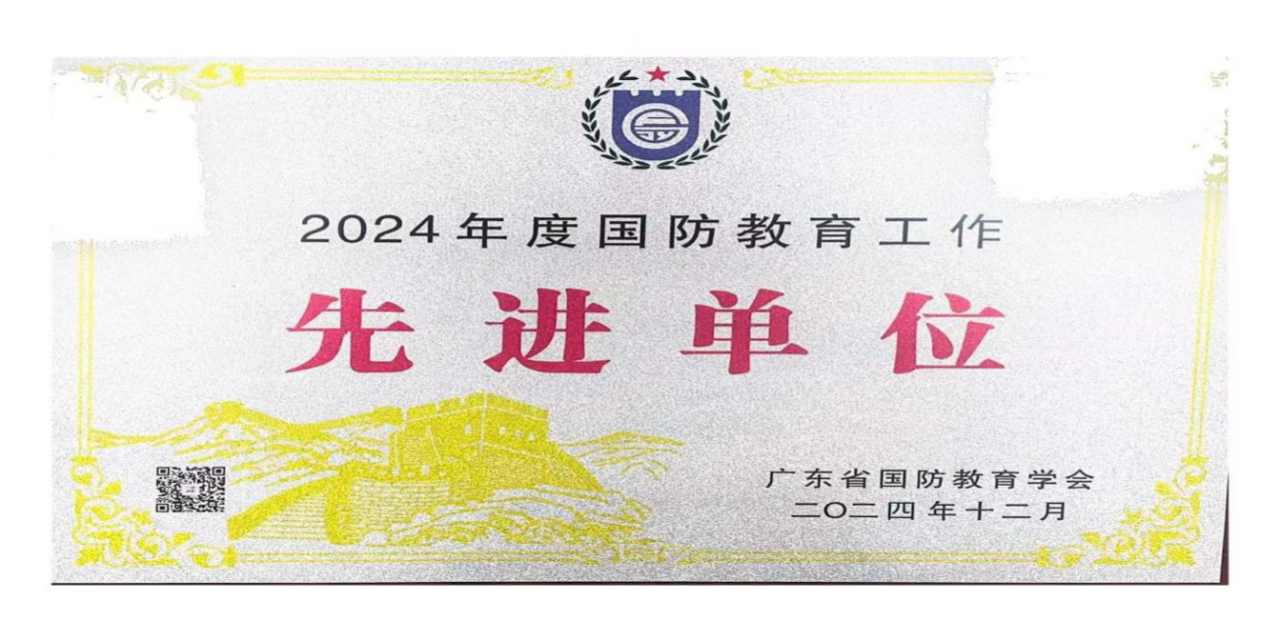 2024年度国防教育工作
先进单位
广东省国防教育学会
二〇二四年十二月